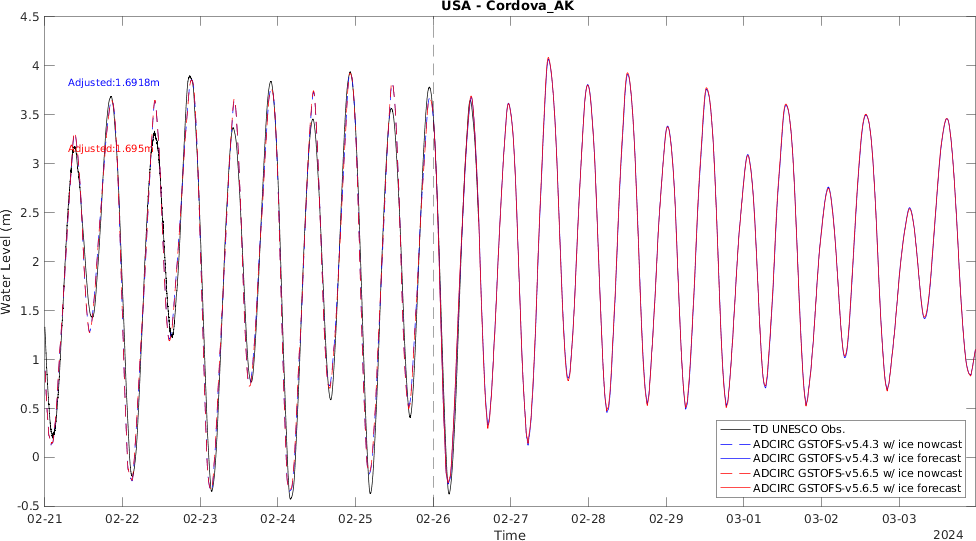 USA - Cordova_AK
4.5
4
3.5
3
2.5
2
1.5
1
0.5
0
-0.5
Water Level (m)
Adjusted:1.6918m
Adjusted:1.695m
TD UNESCO Obs.
ADCIRC GSTOFS-v5.4.3 w/ ice nowcast
ADCIRC GSTOFS-v5.4.3 w/ ice forecast
ADCIRC GSTOFS-v5.6.5 w/ ice nowcast
ADCIRC GSTOFS-v5.6.5 w/ ice forecast
02-21 02-22 02-23 02-24 02-25 02-26 02-27 02-28 02-29 03-01 03-02 03-03
Time
2024